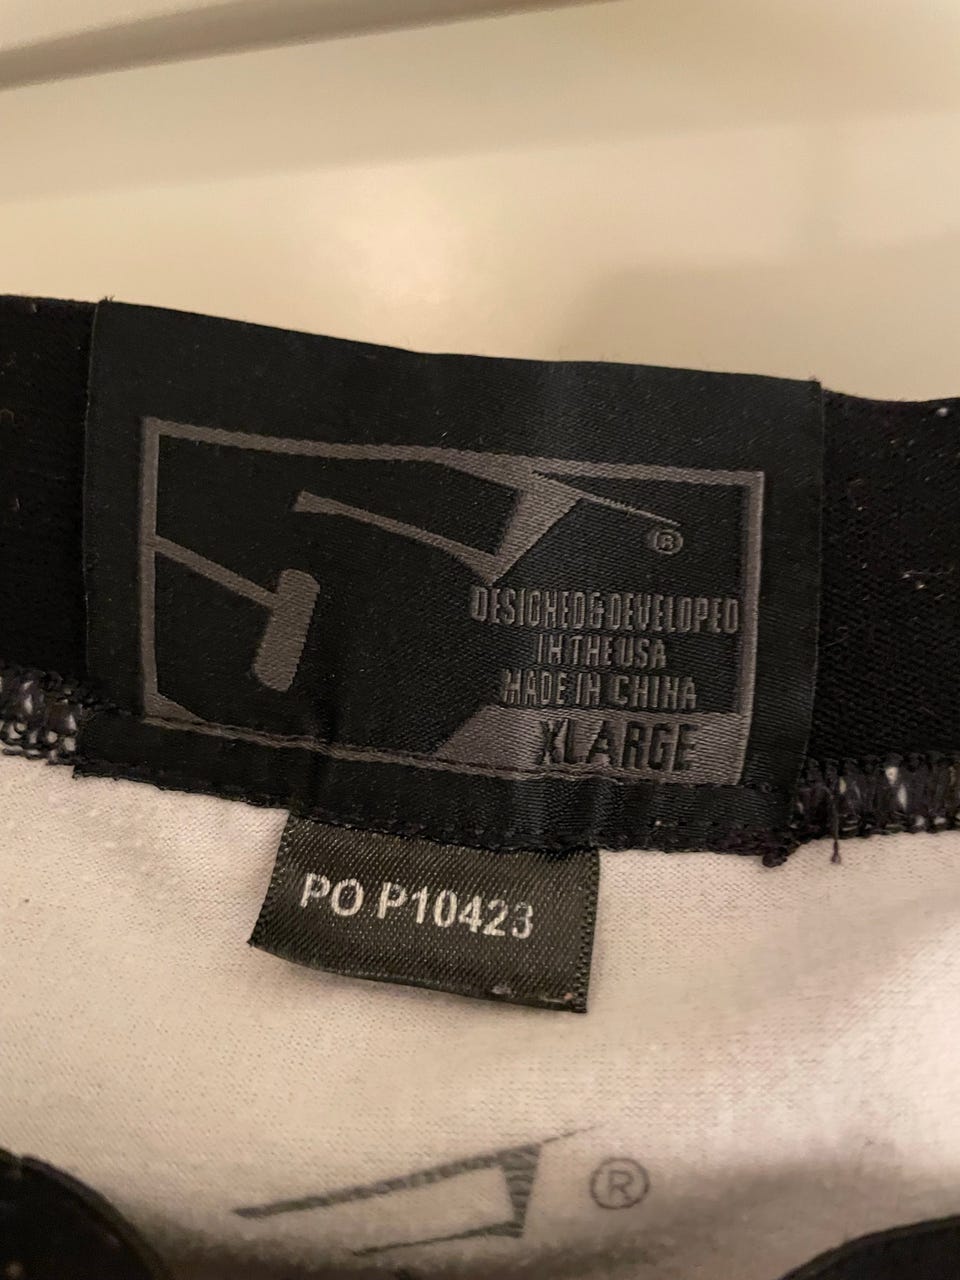 ®
DESIGNED&DEVELOPED
IN THE USA
MADE IN CHINA
XLARGE
PO P10423
®